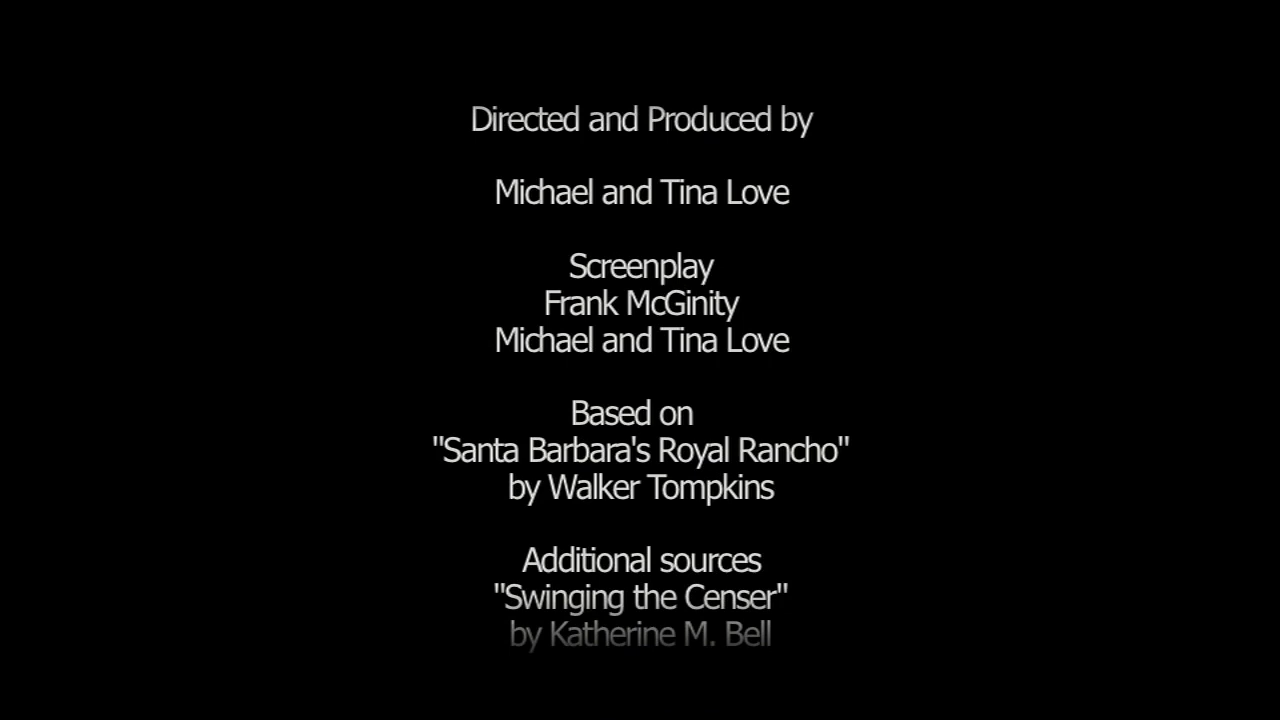 Directed and Produced by
Michael and Tina Love
Screenplay
Frank McGinity
Michael and Tina Love
Based on
"Santa Barbara's Royal Rancho"
by Walker Tompkins
Additional sources
"Swinging the Censer"
by Katherine M. Bell